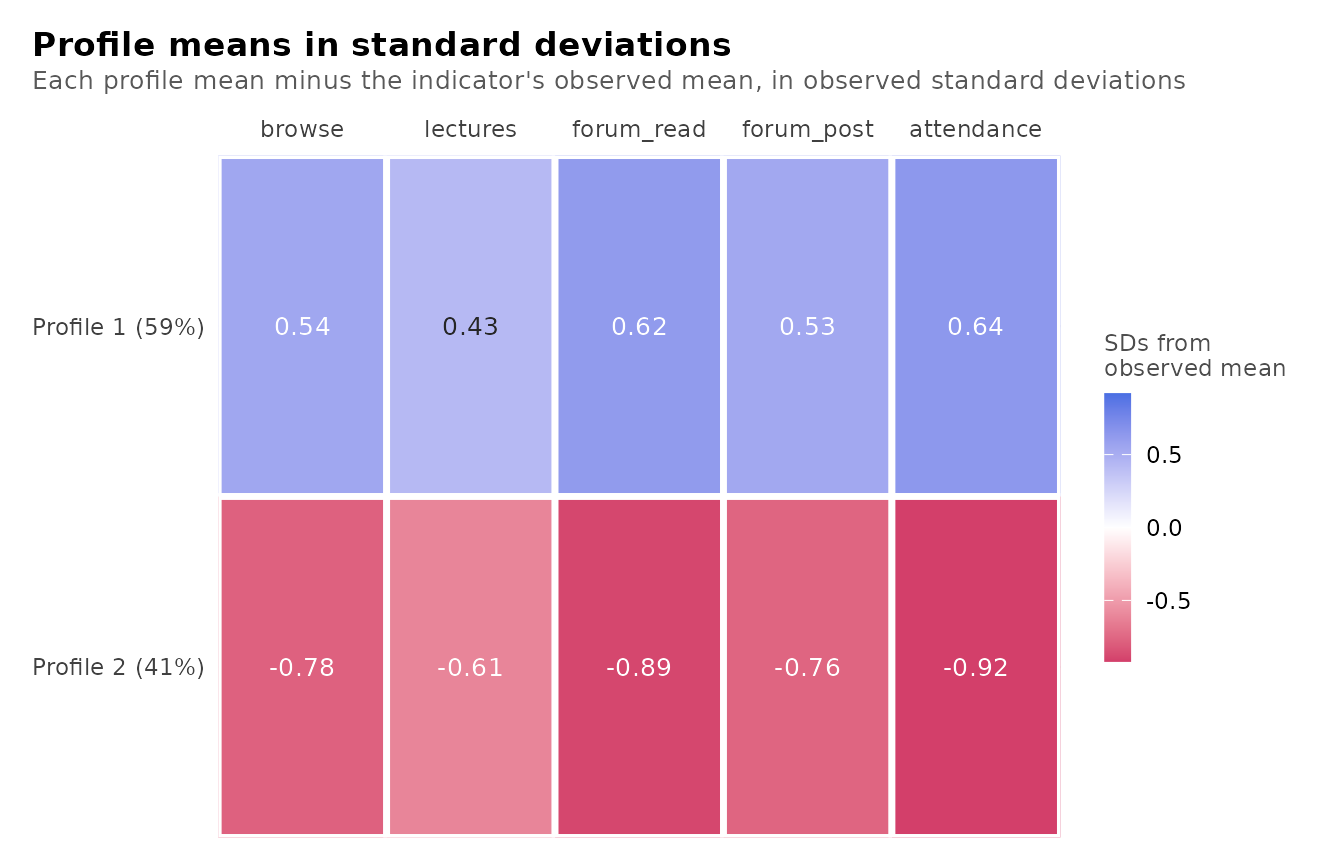 Profile means in standard deviations
Each profile mean minus the indicator's observed mean, in observed standard deviations
browse lectures forum_read forum_post attendance
Profile 1 (59%) 0.54 0.43 0.62 0.53 0.64
Profile 2 (41%) -0.78 -0.61 -0.89 -0.76 -0.92
SDs from
observed mean
0.5
0.0
-0.5